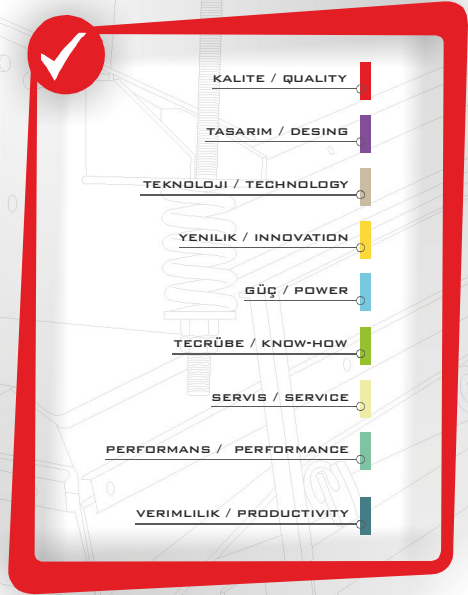 KALITE / QUALITY
TASARIM / DESING
TEKNOLOJI / TECHNOLOGY
YENILIK / INNOVATION
GÜÇ / POWER
TECRÜBE / KNOW-HOW
SERVIS / SERVICE
PERFORMANS / PERFORMANCE
VERIMLILIK / PRODUCTIVITY